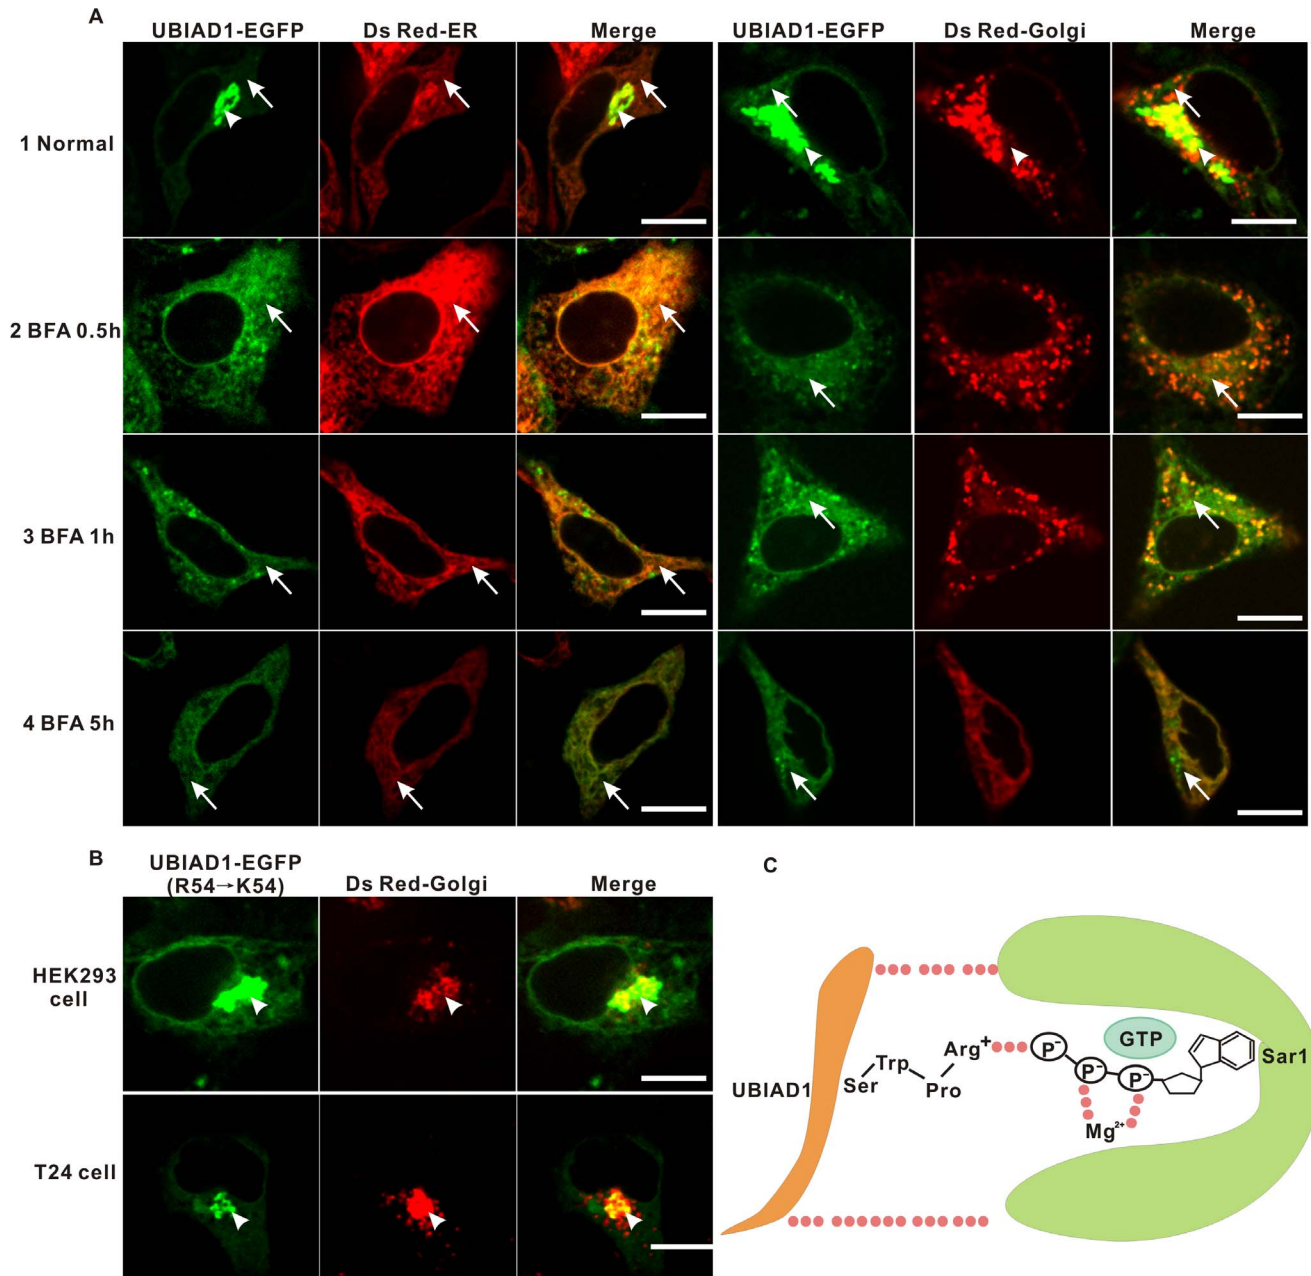 A
UBIAD1-EGFP Ds Red-ER Merge UBIAD1-EGFP Ds Red-Golgi Merge
1 Normal
2 BFA 0.5h
3 BFA 1h
4 BFA 5h
B
UBIAD1-EGFP
(R54→K54) Ds Red-Golgi Merge
HEK293
cell
T24 cell
C
GTP
Arg+ P- P- P- Sar1
Trp
UBIAD1 Ser Pro
Mg2+